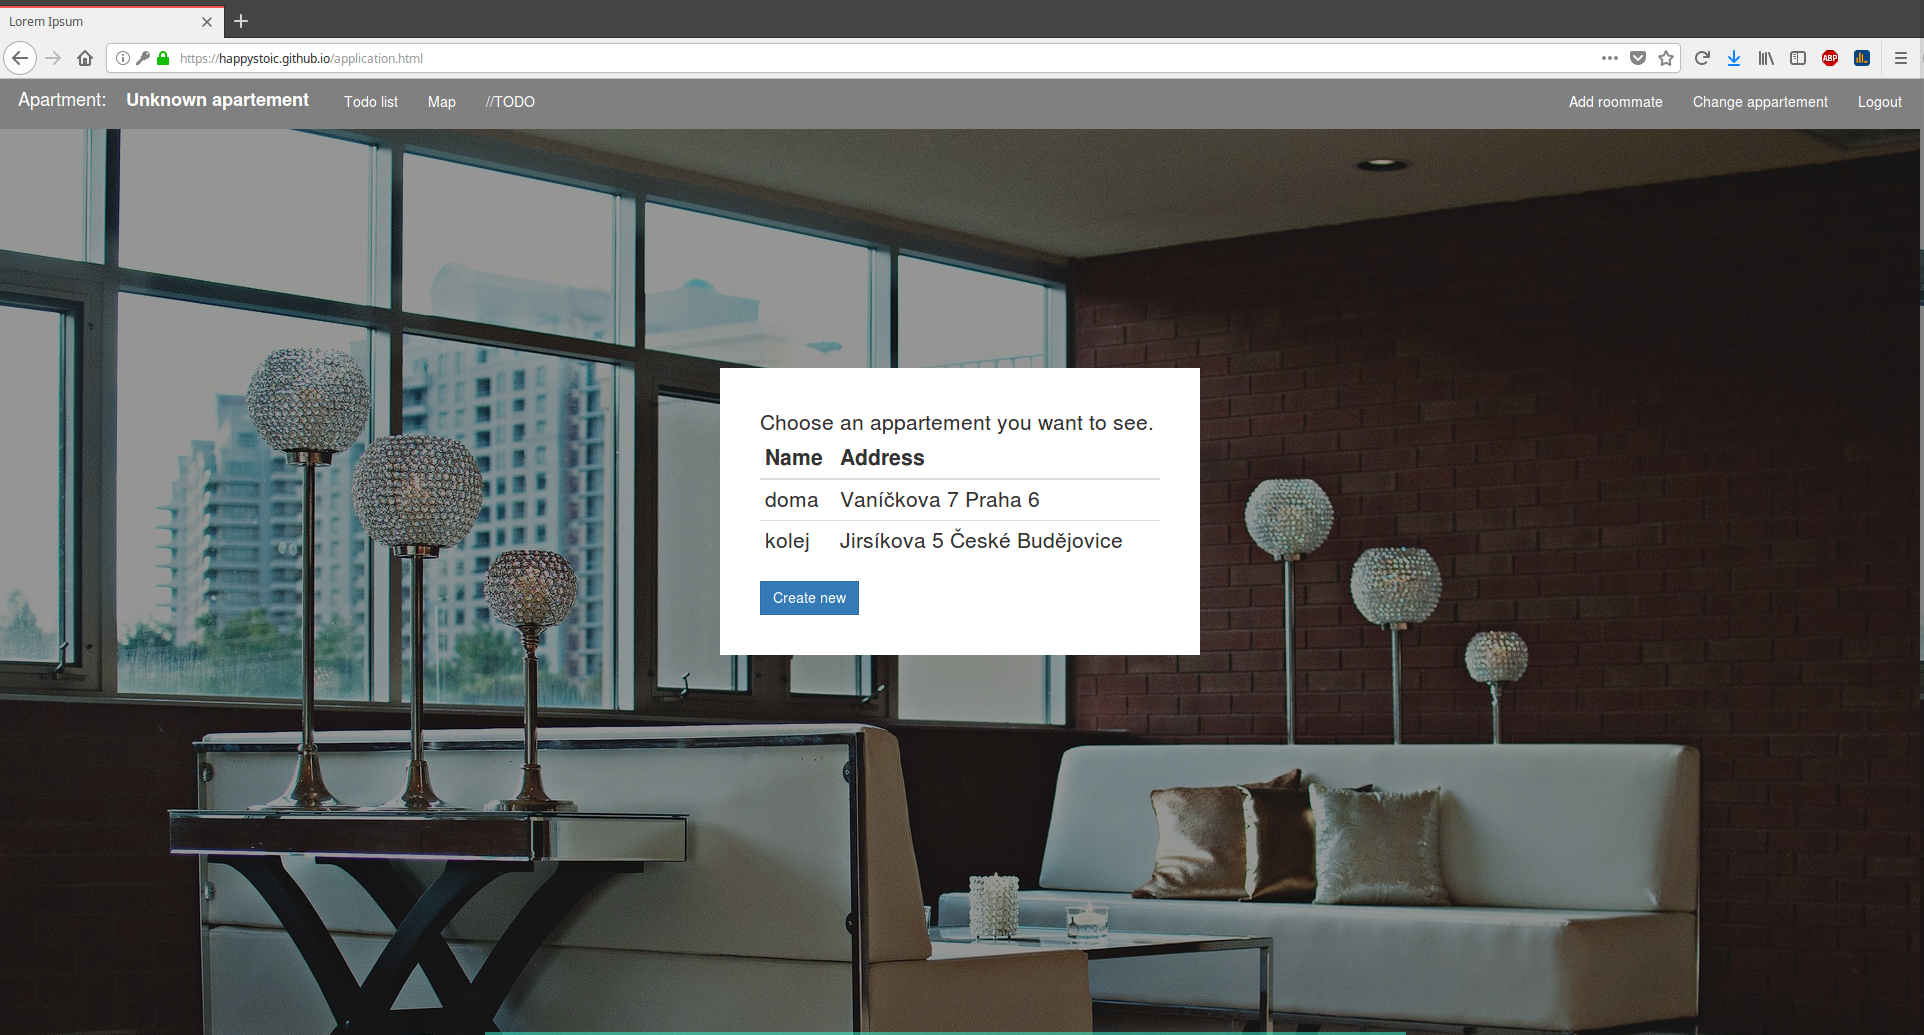 Lorem Ipsum
https://happystoic.github.io/application.html
ABP
Apartment: Unknown apartement Todo list Map //TODO Add roommate Change appartement Logout
Choose an appartement you want to see.
Name Address
doma Vaníčkova 7 Praha 6
kolej Jirsíkova 5 České Budějovice
Create new